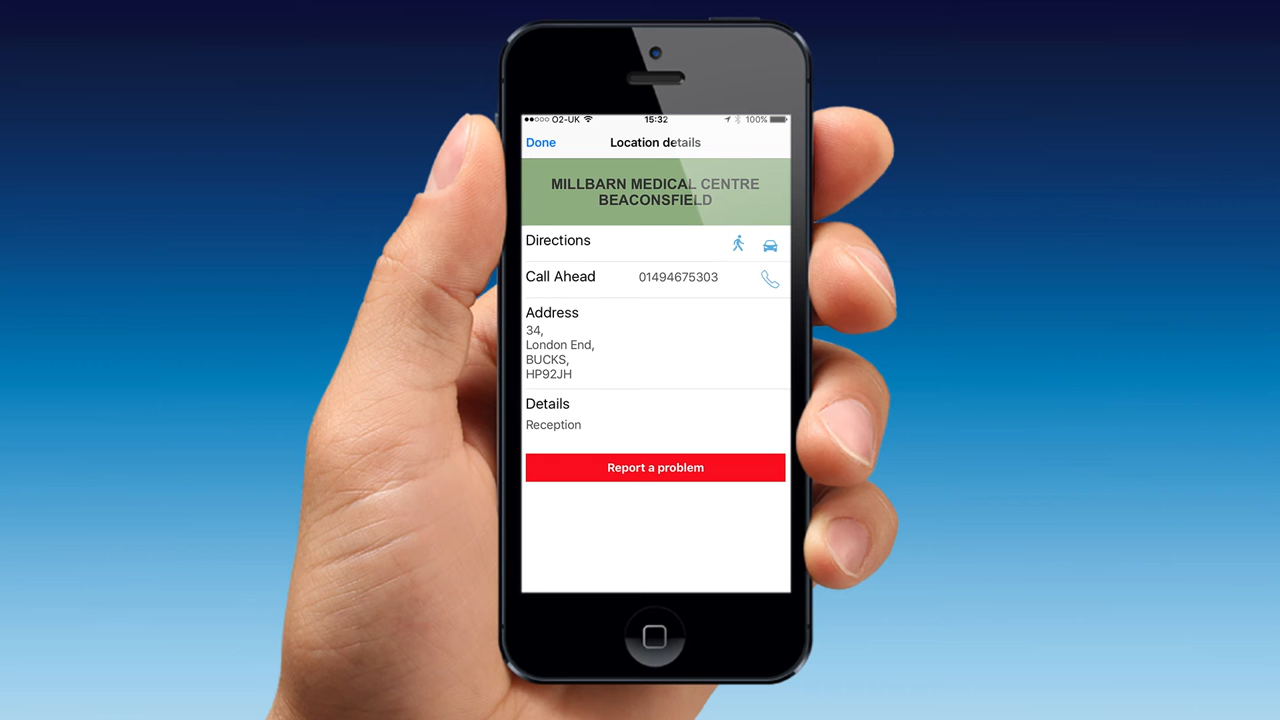 O2-UK 15:32 100%
Done Location details
MILLBARN MEDICAL CENTRE
BEACONSFIELD
Directions
Call Ahead 01494675303
Address
34,
London End,
BUCKS,
HP92JH
Details
Reception
Report a problem